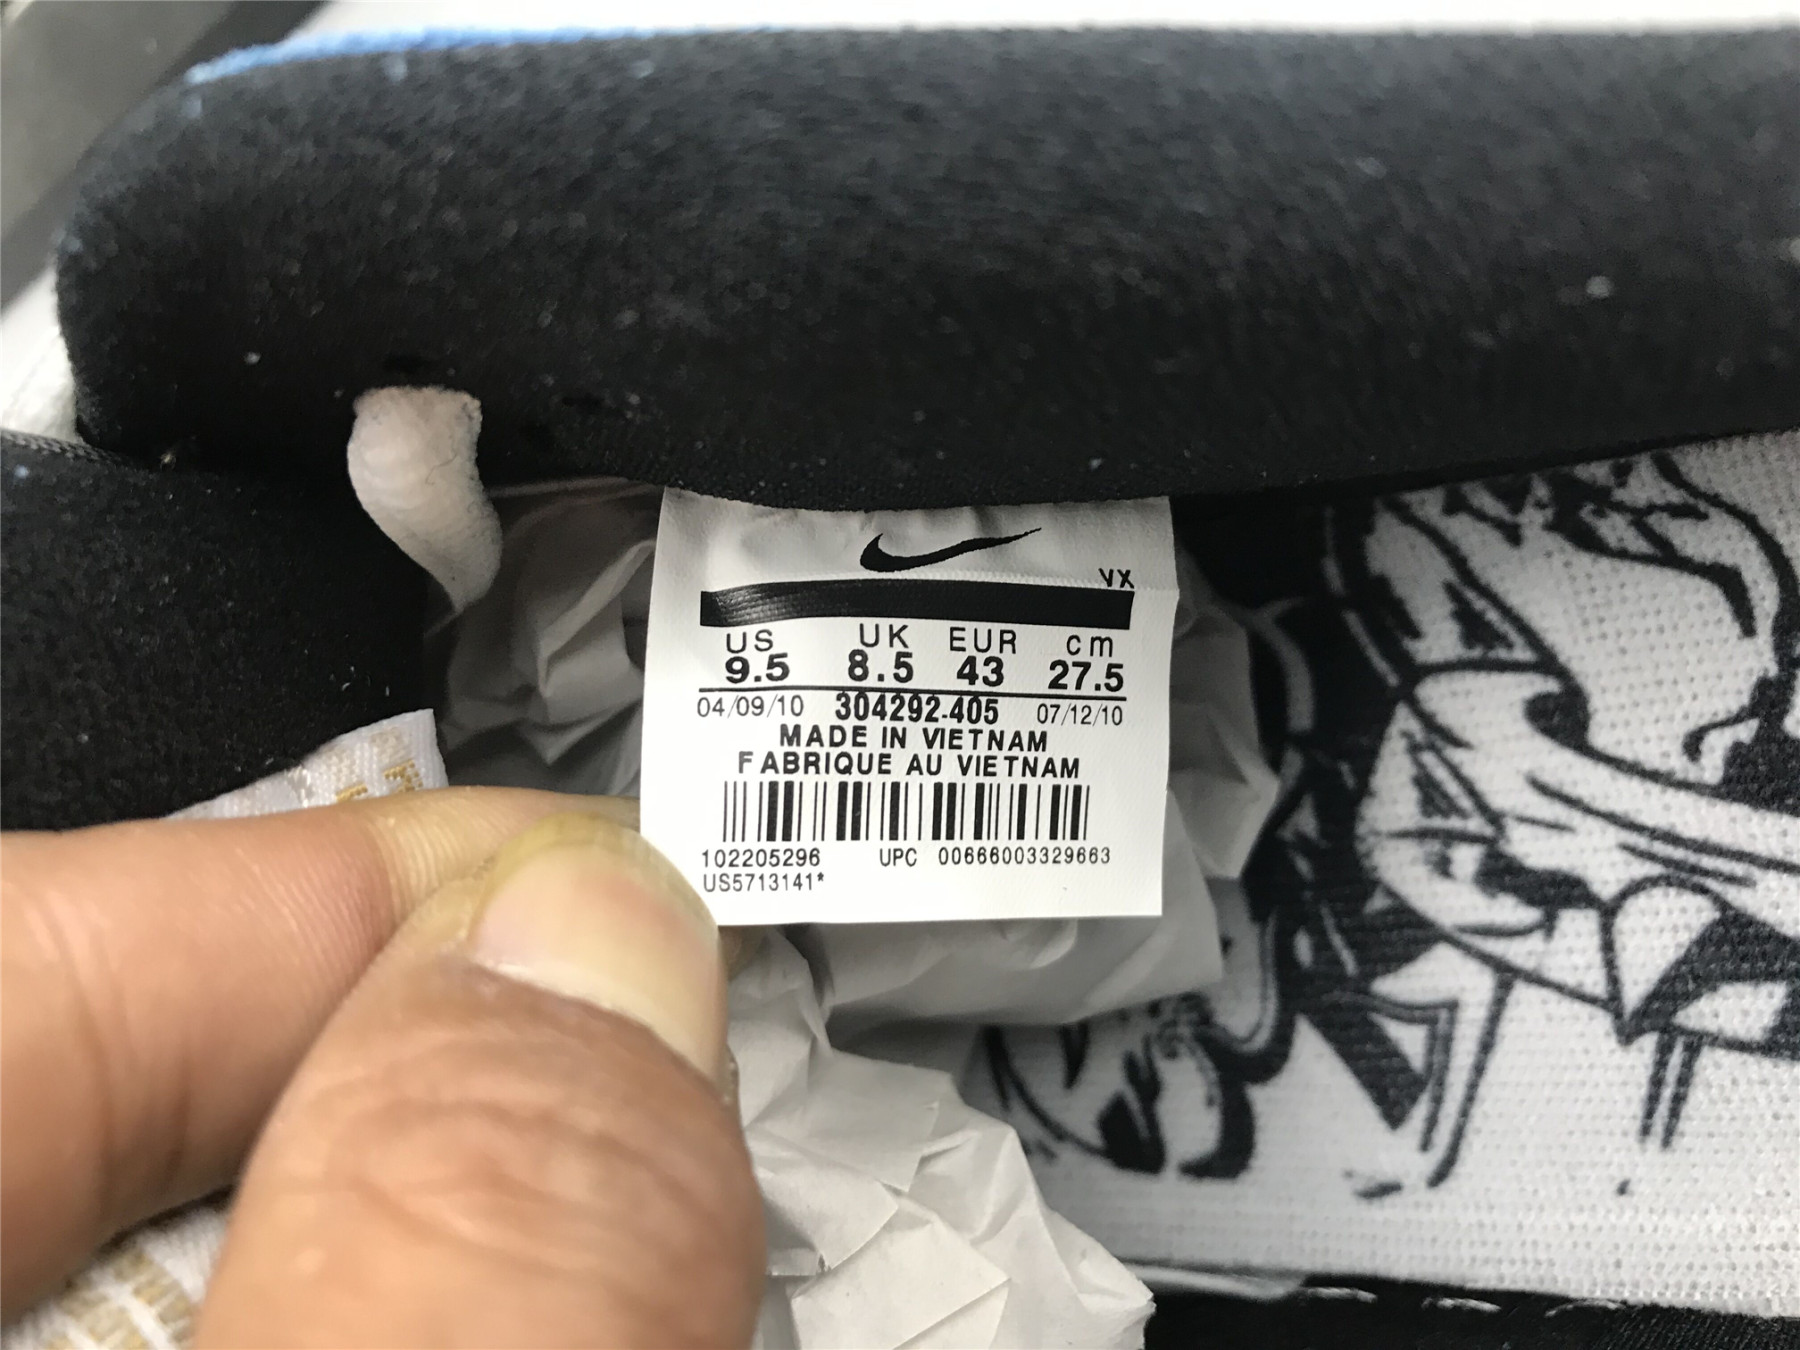 VX
US UK EUR cm
9.5 8.5 43 27.5
04/09/10 304292-405 07/12/10
MADE IN VIETNAM
FABRIQUE AU VIETNAM
102205296 UPC 00666003329663
US5713141*